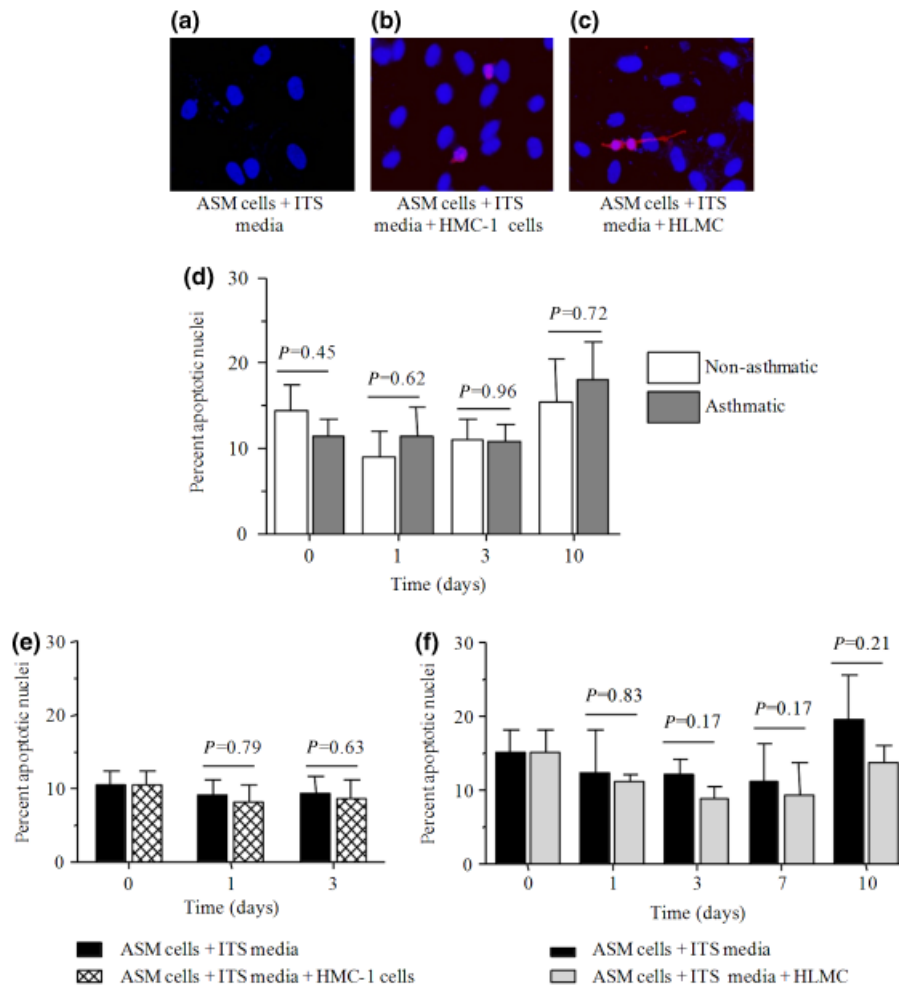 (a)
(b)
(c)
ASM cells + ITS
media
ASM cells + ITS
media + HMC-1 cells
ASM cells + ITS
media + HLMC
(d)
Percent apoptotic nuclei
30
20
10
0
P=0.45
P=0.62
P=0.96
P=0.72
Non-asthmatic
Asthmatic
0 1 3 10
Time (days)
(e)
Percent apoptotic nuclei
30
20
10
0
P=0.79
P=0.63
0 1 3
Time (days)
ASM cells + ITS media
ASM cells + ITS media + HMC-1 cells
(f)
Percent apoptotic nuclei
30
20
10
0
P=0.83
P=0.17
P=0.17
P=0.21
0 1 3 7 10
Time (days)
ASM cells + ITS media
ASM cells + ITS media + HLMC